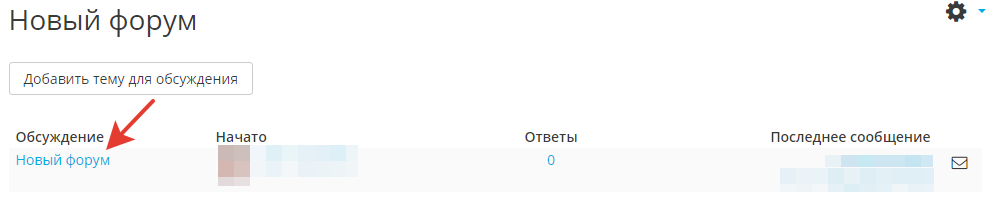 Новый форум
Добавить тему для обсуждения
Обсуждение Начато Ответы Последнее сообщение
Новый форум 0